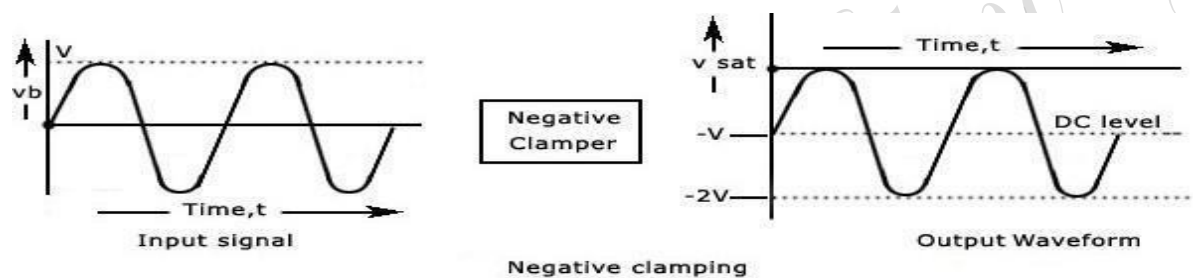 V
vb
Time,t
Input signal
Negative
Clamper
Time,t
v sat
-V
DC level
-2V
Output Waveform
Negative clamping